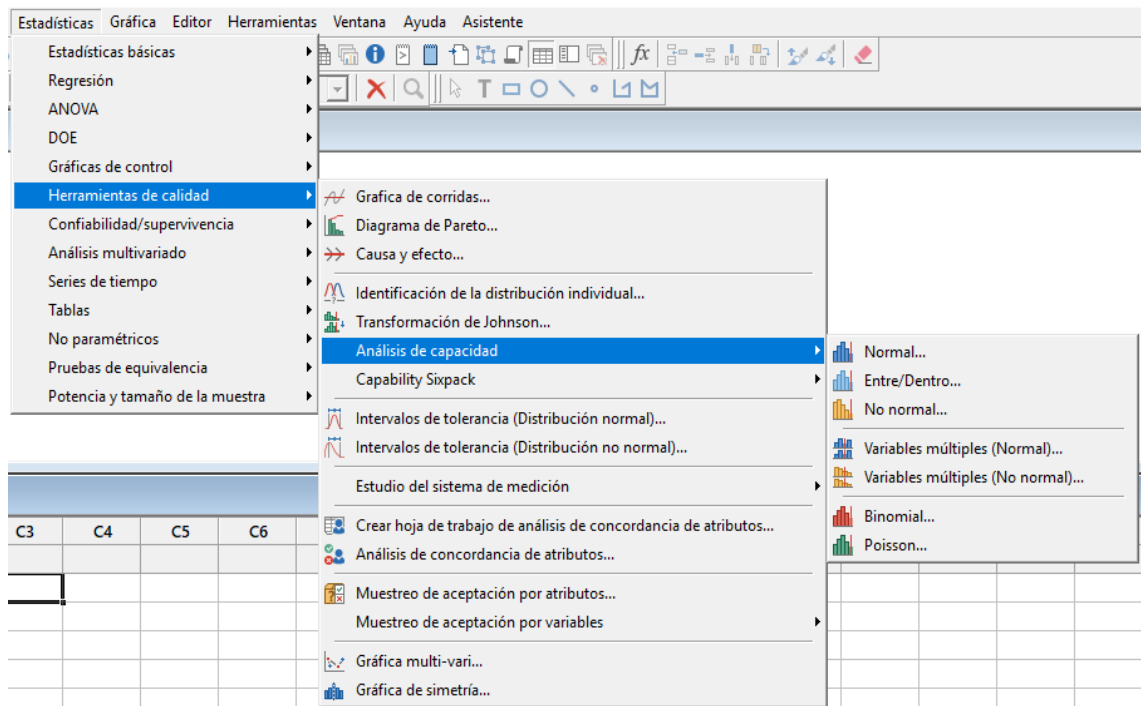 Estadísticas Gráfica Editor Herramientas Ventana Ayuda Asistente
Estadísticas básicas
Regresión
ANOVA
DOE
Gráficas de control
Herramientas de calidad
Confiabilidad/supervivencia
Análisis multivariado
Series de tiempo
Tablas
No paramétricos
Pruebas de equivalencia
Potencia y tamaño de la muestra
Grafica de corridas...
Diagrama de Pareto...
Causa y efecto...
Identificación de la distribución individual...
Transformación de Johnson...
Análisis de capacidad
Capability Sixpack
Intervalos de tolerancia (Distribución normal)...
Intervalos de tolerancia (Distribución no normal)...
Estudio del sistema de medición
Crear hoja de trabajo de análisis de concordancia de atributos...
Análisis de concordancia de atributos...
Muestreo de aceptación por atributos...
Muestreo de aceptación por variables
Gráfica multi-vari...
Gráfica de simetría...
Normal...
Entre/Dentro...
No normal...
Variables múltiples (Normal)...
Variables múltiples (No normal)...
Binomial...
Poisson...
C3 C4 C5 C6